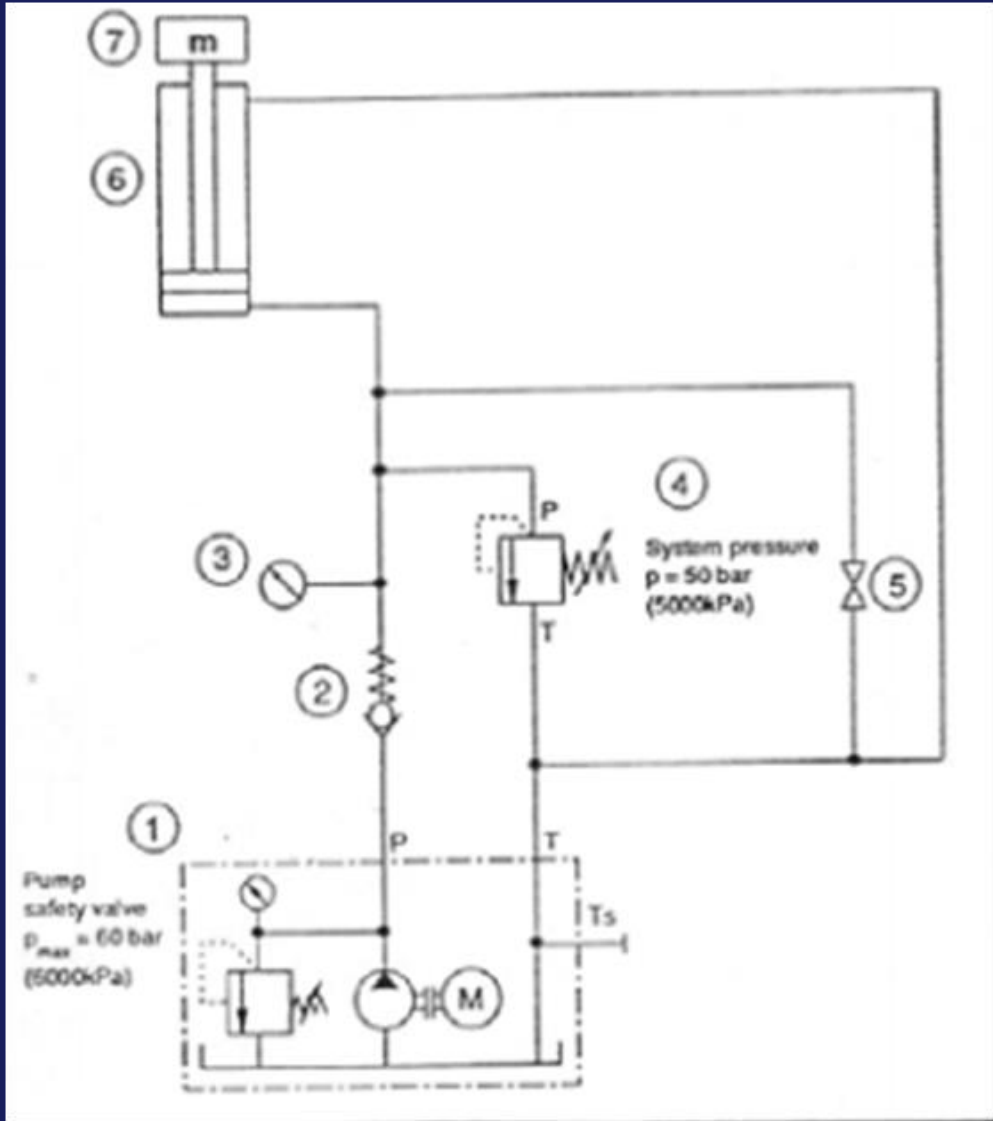 7
m
6
4
P
3
System pressure
p = 50 bar
(5000kPa)
5
T
2
1
P
T
Pump
safety valve
p max = 60 bar
(6000kPa)
Ts
M